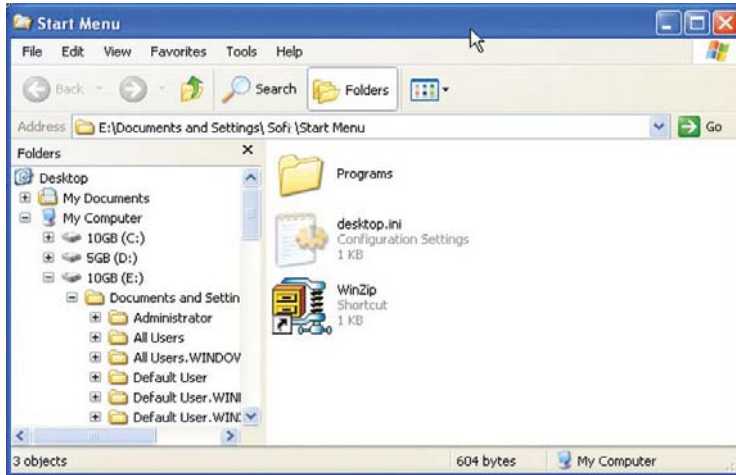 Start Menu
File Edit View Favorites Tools Help
Back Search Folders
Address E:\Documents and Settings\ Sofi \Start Menu Go
Folders x
Desktop
My Documents
My Computer
10GB (C:)
5GB (D:)
10GB (E:)
Documents and Settin
Administrator
All Users
All Users.WINDOV
Default User
Default User.WINI
Default User.WIN:
Programs
desktop.ini
Configuration Settings
1 KB
WinZip
Shortcut
1 KB
3 objects 604 bytes My Computer